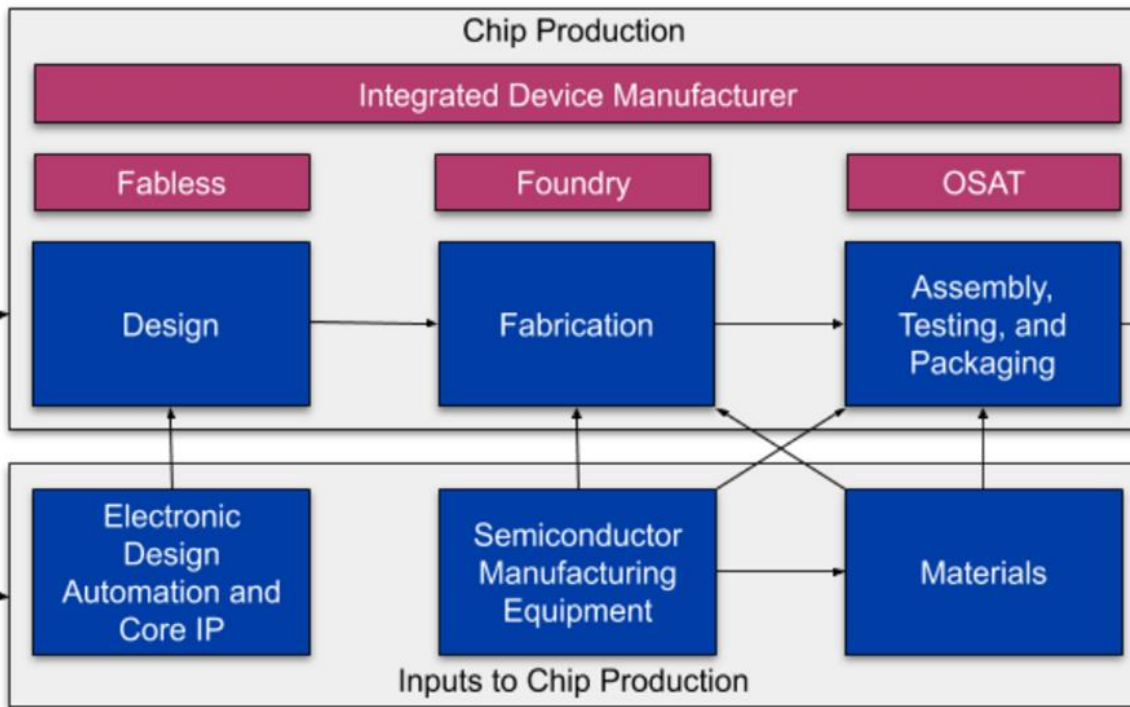 Chip Production
Integrated Device Manufacturer
Fabless
Foundry
OSAT
Design
Fabrication
Assembly,
Testing, and
Packaging
Electronic
Design
Automation and
Core IP
Semiconductor
Manufacturing
Equipment
Materials
Inputs to Chip Production